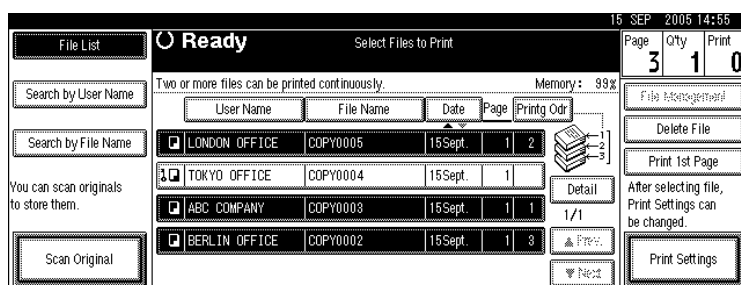 15 SEP 2005 14:55
File List
Ready
Select Files to Print
Page Q'ty Print
3 1 0
Two or more files can be printed continuously.
Memory: 99%
Search by User Name
User Name File Name Date Page Printg Odr
File Management
Delete File
Search by File Name
LONDON OFFICE COPY0005 15Sept. 1 2
←1
←2
←3
Print 1st Page
1 TOKYO OFFICE COPY0004 15Sept. 1
You can scan originals
to store them.
Detail
After selecting file,
Print Settings can
be changed.
ABC COMPANY COPY0003 15Sept. 1 1
1/1
BERLIN OFFICE COPY0002 15Sept. 1 3
▲ Prev.
Scan Original
Print Settings
▼ Next